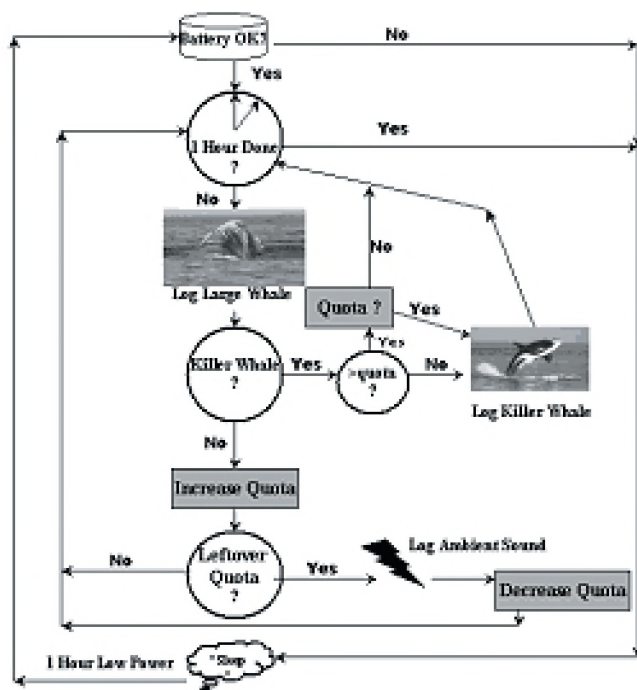 Battery OK?
No
Yes
1 Hour Done
?
Yes
No
Log Large Whale
No
Quota ?
Yes
Killer Whale
?
Yes
Yes
>quota
?
No
Log Killer Whale
No
Increase Quota
Leftover
Quota
?
No
Yes
Log Ambient Sound
Decrease Quota
1 Hour Low Power
"Sleep
"